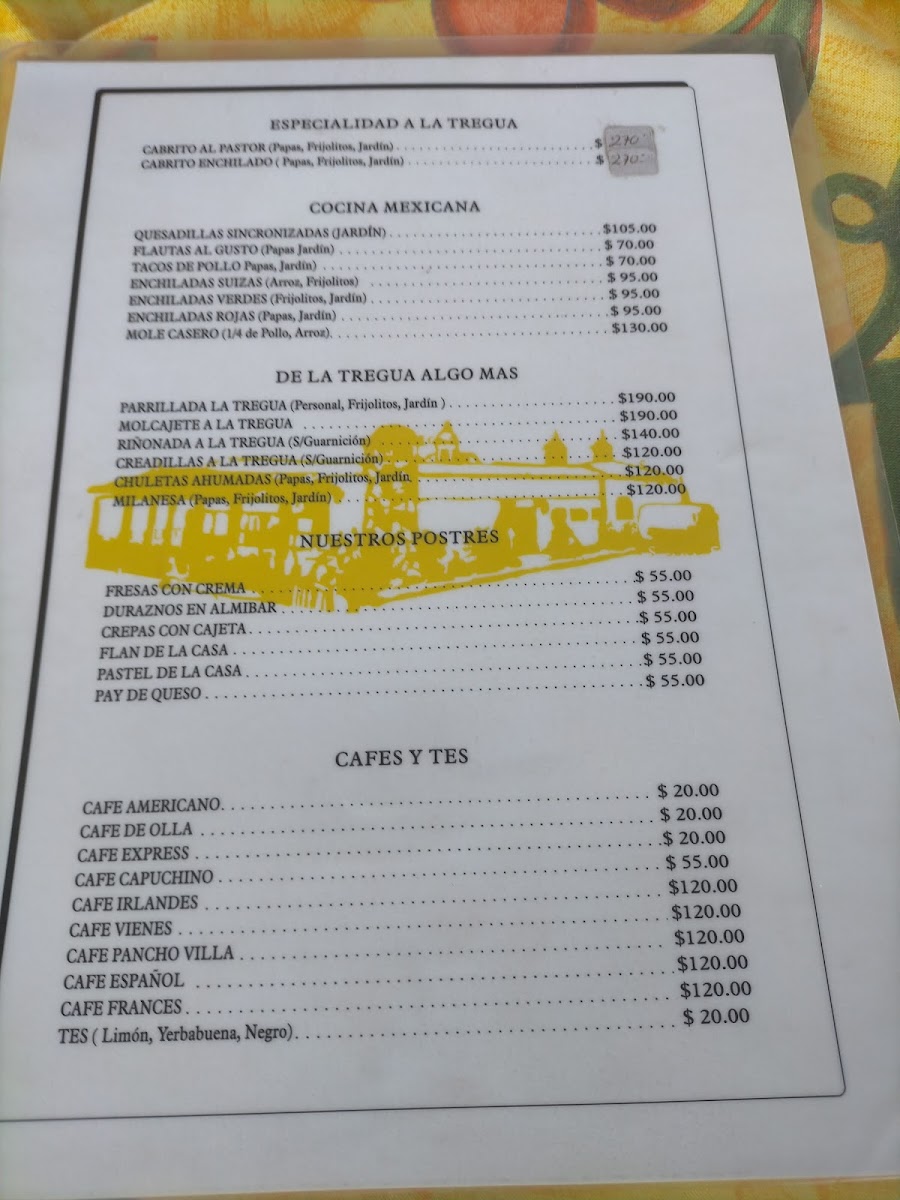 ESPECIALIDAD A LA TREGUA
CABRITO AL PASTOR (Papas, Frijolitos, Jardín) $ 270.-
CABRITO ENCHILADO ( Papas, Frijolitos, Jardín) $ 270.-
COCINA MEXICANA
QUESADILLAS SINCRONIZADAS (JARDÍN) $105.00
FLAUTAS AL GUSTO (Papas Jardín) $ 70.00
TACOS DE POLLO Papas, Jardín) $ 70.00
ENCHILADAS SUIZAS (Arroz, Frijolitos) $ 95.00
ENCHILADAS VERDES (Frijolitos, Jardín) $ 95.00
ENCHILADAS ROJAS (Papas, Jardín) $ 95.00
MOLE CASERO (1/4 de Pollo, Arroz). $130.00
DE LA TREGUA ALGO MAS
PARRILLADA LA TREGUA (Personal, Frijolitos, Jardín ) $190.00
MOLCAJETE A LA TREGUA $190.00
RIÑONADA A LA TREGUA (S/Guarnición) $140.00
CREADILLAS A LA TREGUA (S/Guarnición) $120.00
CHULETAS AHUMADAS (Papas, Frijolitos, Jardín. $120.00
MILANESA (Papas, Frijolitos, Jardín) $120.00
NUESTROS POSTRES
FRESAS CON CREMA $ 55.00
DURAZNOS EN ALMIBAR $ 55.00
CREPAS CON CAJETA $ 55.00
FLAN DE LA CASA $ 55.00
PASTEL DE LA CASA $ 55.00
PAY DE QUESO $ 55.00
CAFES Y TES
CAFE AMERICANO $ 20.00
CAFE DE OLLA $ 20.00
CAFE EXPRESS $ 20.00
CAFE CAPUCHINO $ 55.00
CAFE IRLANDES $120.00
CAFE VIENES $120.00
CAFE PANCHO VILLA $120.00
CAFE ESPAÑOL $120.00
CAFE FRANCES $120.00
TES ( Limón, Yerbabuena, Negro) $ 20.00